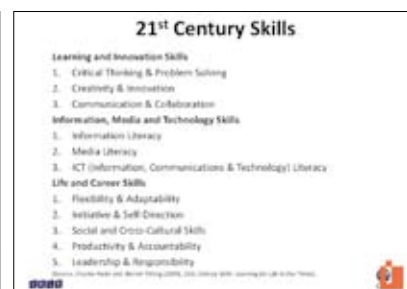 21st Century Skills
Learning and Innovation Skills
1. Critical Thinking & Problem Solving
2. Creativity & Innovation
3. Communication & Collaboration
Information, Media and Technology Skills
1. Information Literacy
2. Media Literacy
3. ICT (Information, Communications & Technology) Literacy
Life and Career Skills
1. Flexibility & Adaptability
2. Initiative & Self-Direction
3. Social and Cross-Cultural Skills
4. Productivity & Accountability
5. Leadership & Responsibility